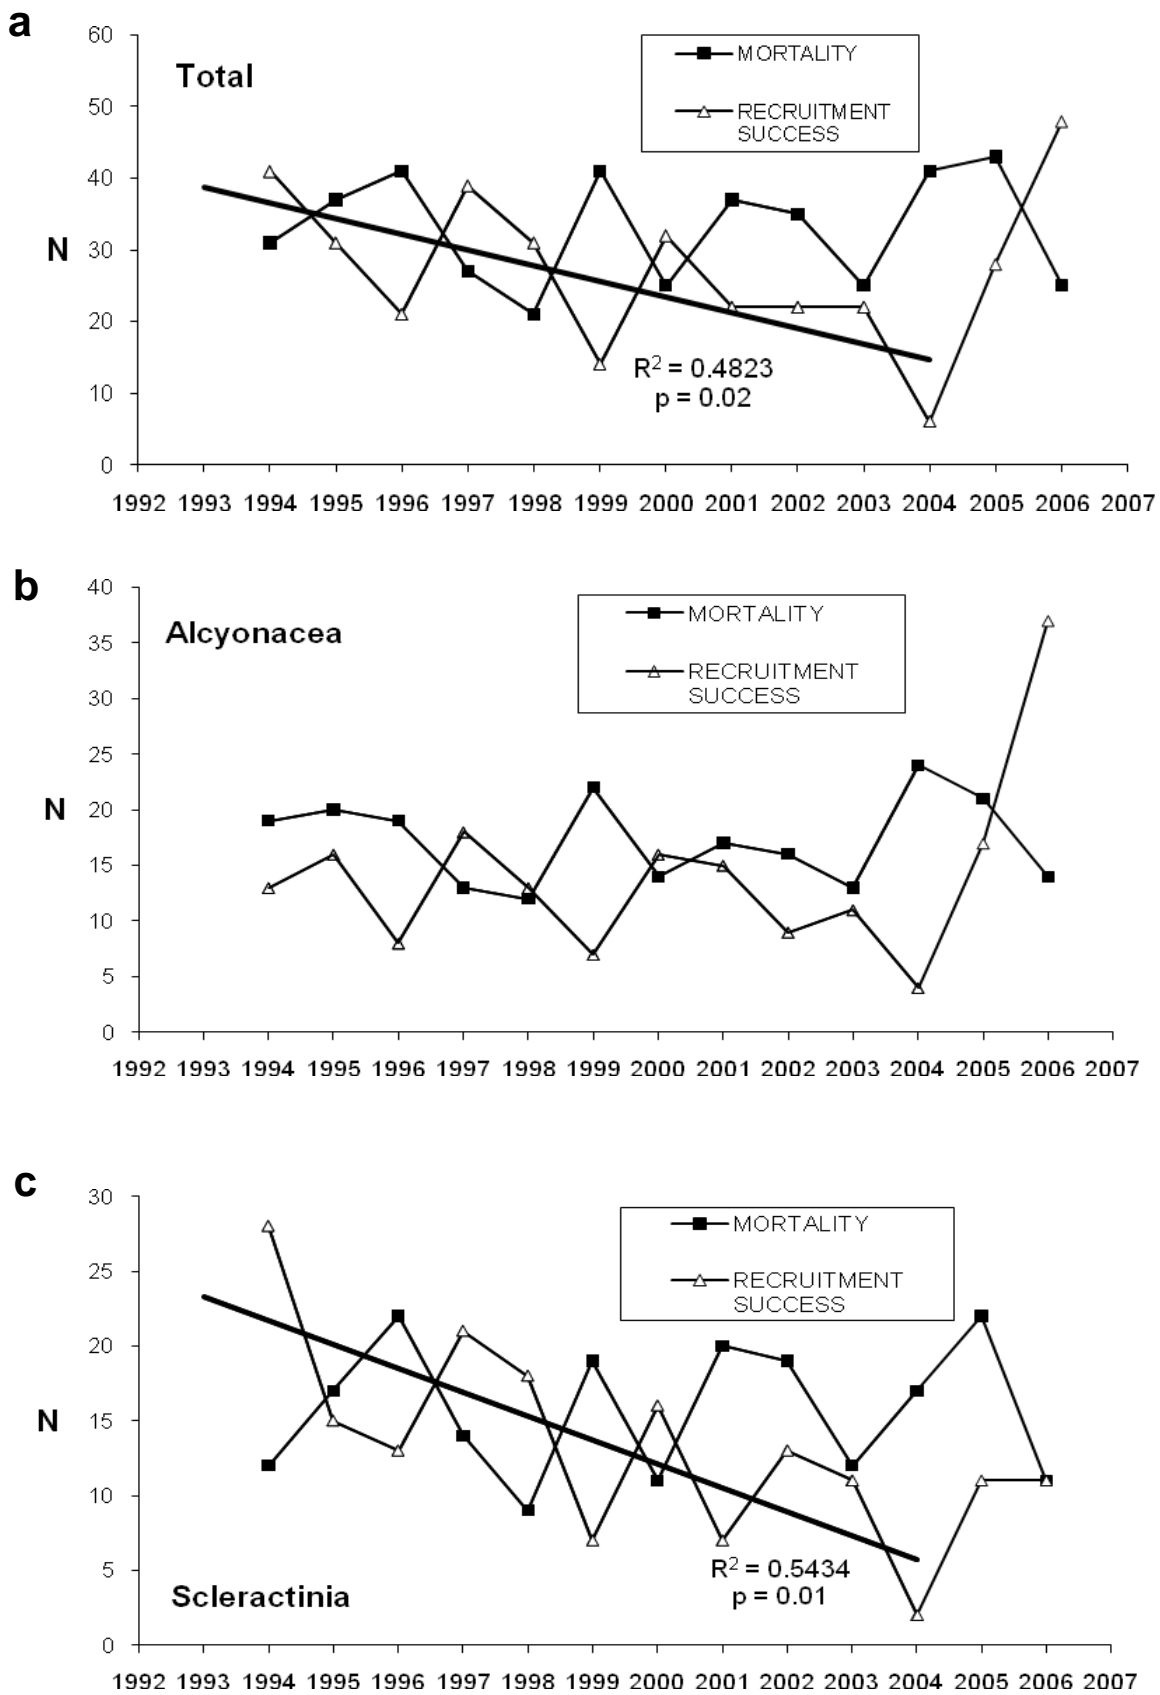 a
60
Total
MORTALITY
RECRUITMENT
SUCCESS
50
40
N
30
20
R2 = 0.4823
p = 0.02
10
0
1992 1993 1994 1995 1996 1997 1998 1999 2000 2001 2002 2003 2004 2005 2006 2007
b
40
Alcyonacea
MORTALITY
RECRUITMENT
SUCCESS
35
30
25
N
20
15
10
5
0
1992 1993 1994 1995 1996 1997 1998 1999 2000 2001 2002 2003 2004 2005 2006 2007
c
30
MORTALITY
RECRUITMENT
SUCCESS
25
20
N
15
10
R2 = 0.5434
p = 0.01
5
Scleractinia
0
1992 1993 1994 1995 1996 1997 1998 1999 2000 2001 2002 2003 2004 2005 2006 2007